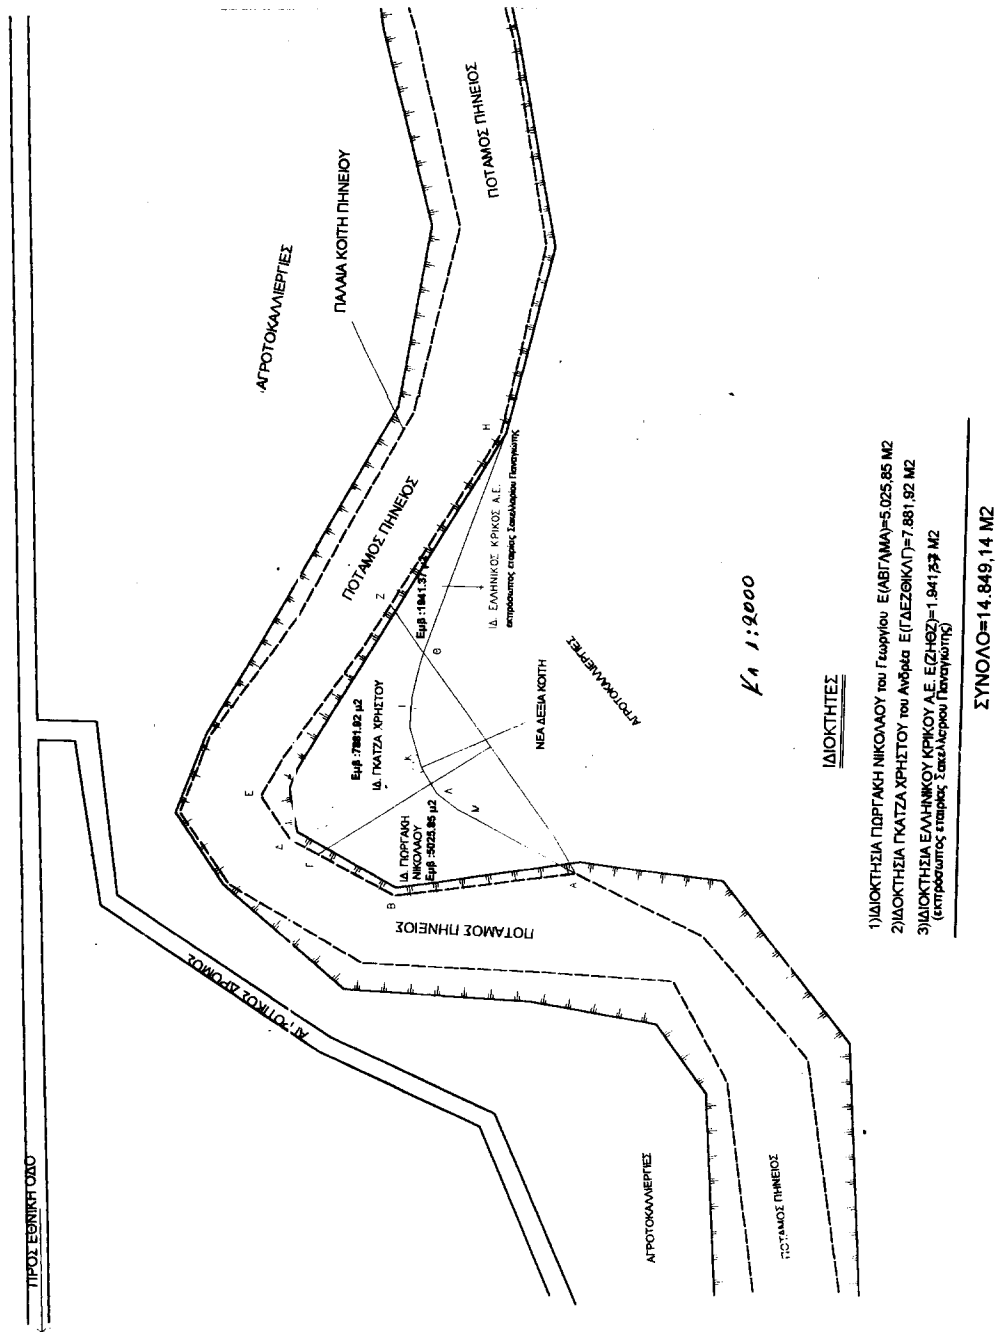 ΠΡΟΣ ΕΘΝΙΚΗ ΟΔΟ
ΑΓΡΟΤΙΚΟΣ ΔΡΟΜΟΣ
ΑΓΡΟΤΟΚΑΛΛΙΕΡΓΙΕΣ
ΠΑΛΑΙΑ ΚΟΙΤΗ ΠΗΝΕΙΟΥ
ΠΟΤΑΜΟΣ ΠΗΝΕΙΟΣ
ΠΟΤΑΜΟΣ ΠΗΝΕΙΟΣ
ΠΟΤΑΜΟΣ ΠΗΝΕΙΟΣ
ΠΟΤΑΜΟΣ ΠΗΝΕΙΟΣ
ΑΓΡΟΤΟΚΑΛΛΙΕΡΓΙΕΣ
ΑΓΡΟΤΟΚΑΛΛΙΕΡΓΙΕΣ
Α
Β
Γ
Δ
Ε
Ζ
Η
Θ
Ι
Κ
Λ
Μ
Εμβ :7881.92 μ2
ΙΔ. ΓΚΑΤΖΑ ΧΡΗΣΤΟΥ
ΙΔ. ΠΩΡΓΑΚΗ
ΝΙΚΟΛΑΟΥ
Εμβ :5025.85 μ2
Εμβ :1941.37
ΙΔ. ΕΛΛΗΝΙΚΟΣ ΚΡΙΚΟΣ Α.Ε.
εκπρόσωπος εταιρίας Σακελλαρίου Παναγιώτης
ΝΕΑ ΔΕΞΙΑ ΚΟΙΤΗ
Κλ 1:2000
ΙΔΙΟΚΤΗΤΕΣ
1)ΙΔΙΟΚΤΗΣΙΑ ΠΩΡΓΑΚΗ ΝΙΚΟΛΑΟΥ του Γεωργίου Ε(ΑΒΓΛΜΑ)=5.025,85 Μ2
2)ΙΔΟΚΤΗΣΙΑ ΓΚΑΤΖΑ ΧΡΗΣΤΟΥ του Ανδρέα Ε(ΓΔΕΖΘΙΚΛΓ)=7.881,92 Μ2
3)ΙΔΙΟΚΤΗΣΙΑ ΕΛΛΗΝΙΚΟΥ ΚΡΙΚΟΥ Α.Ε. Ε(ΖΗΘΖ)=1.941,37 Μ2
(εκπρόσωπος εταιρίας Σακελλαρίου Παναγιώτης)
ΣΥΝΟΛΟ=14.849,14 Μ2